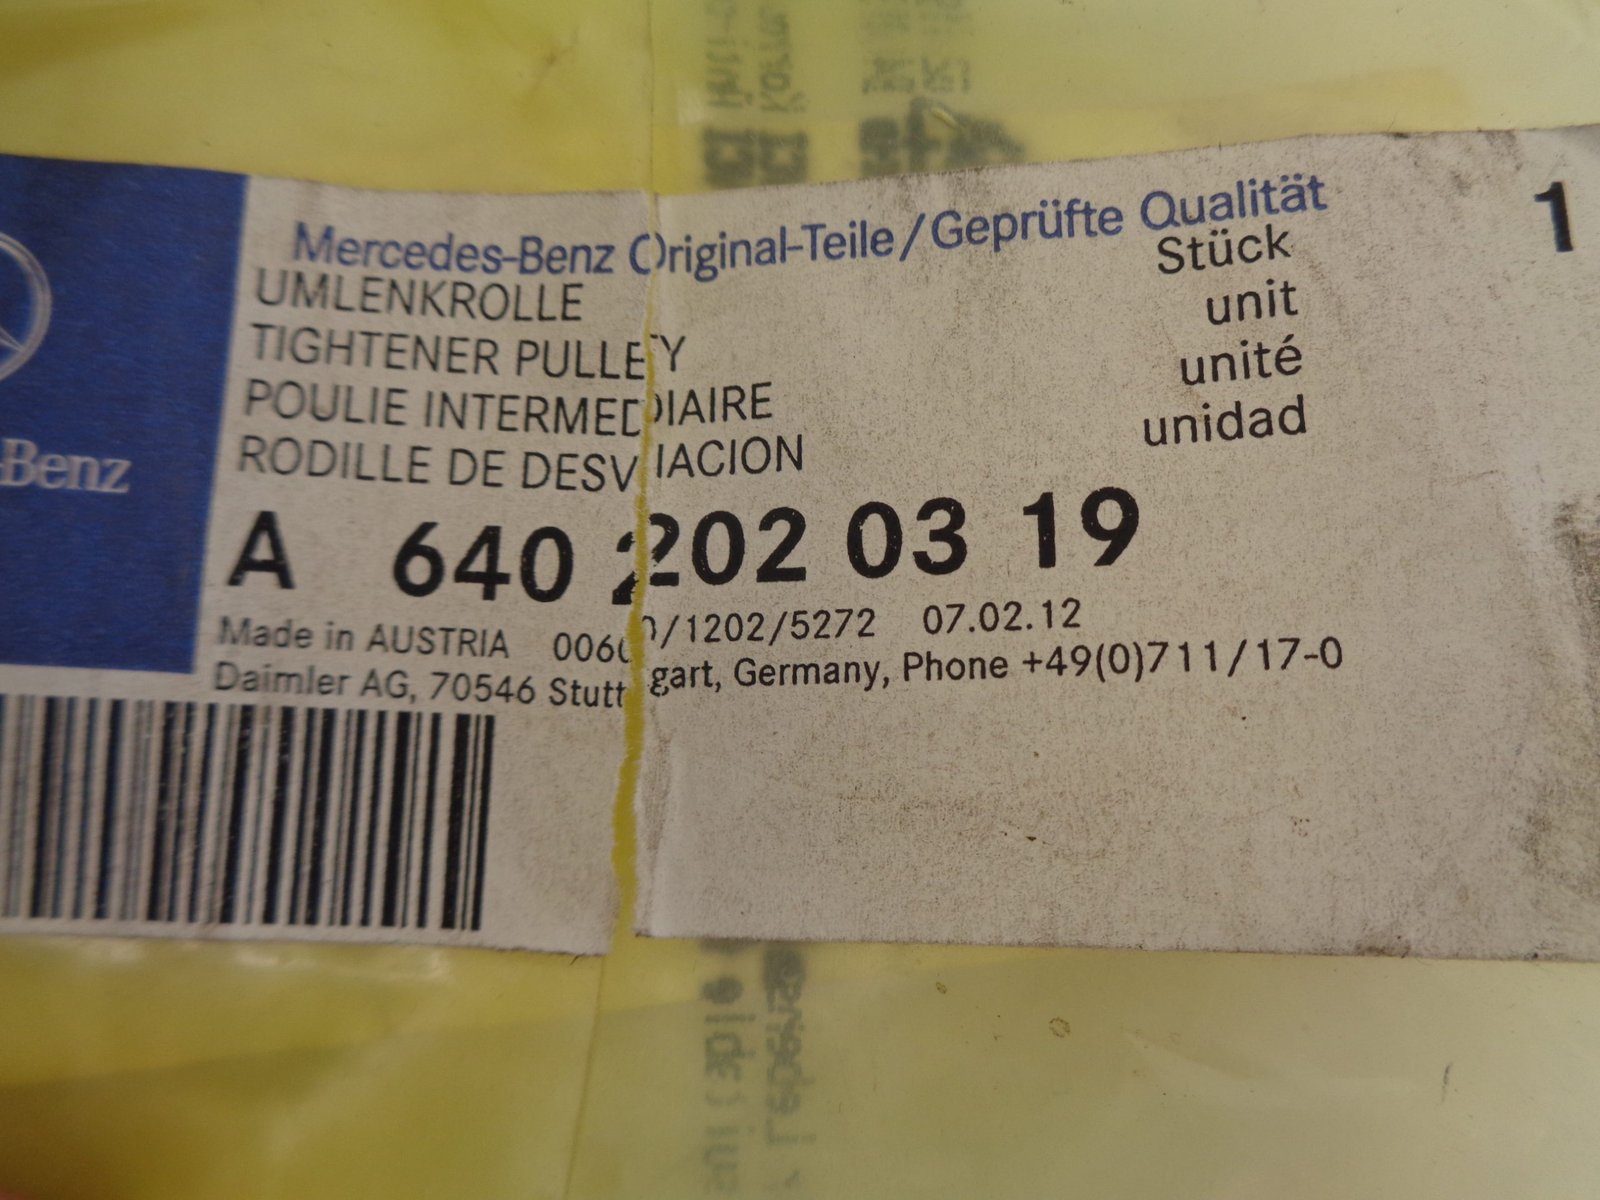 Mercedes-Benz Original-Teile/Geprüfte Qualität
1
UMLENKROLLE
Stück
TIGHTENER PULLEY
unit
POULIE INTERMEDIAIRE
unité
RODILLE DE DESVIACION
unidad
-Benz
A 640 202 03 19
Made in AUSTRIA 0060/1202/5272 07.02.12
Daimler AG, 70546 Stuttgart, Germany, Phone +49(0)711/17-0